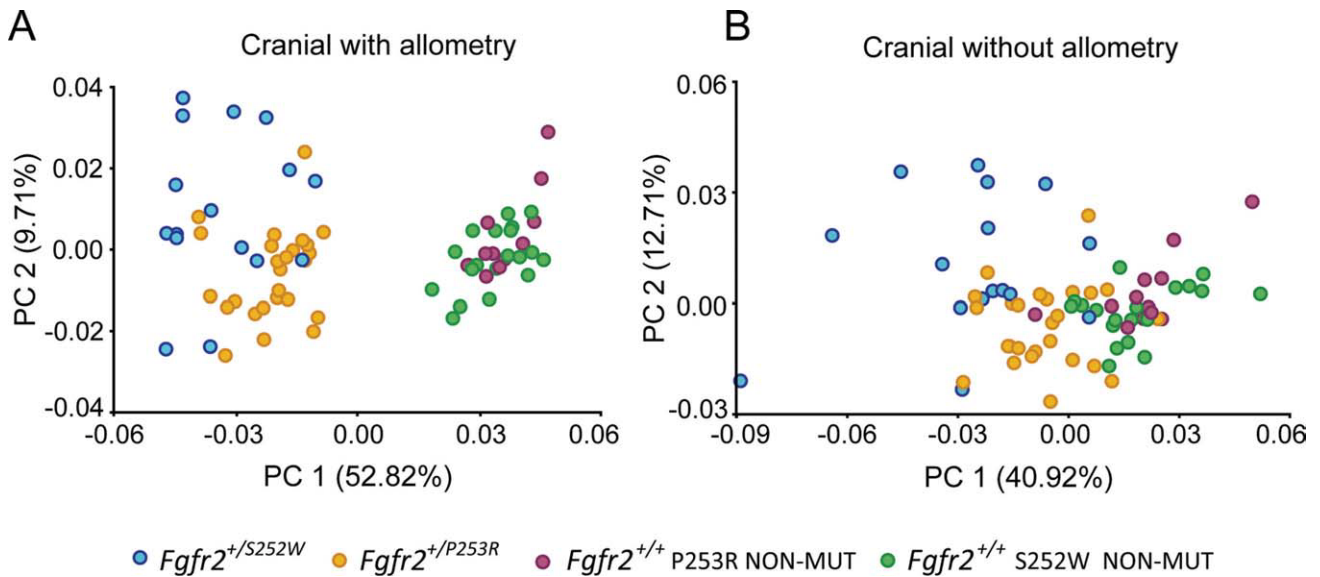 A
Cranial with allometry
0.04
0.02
0.00
-0.02
-0.04
PC 2 (9.71%)
-0.06 -0.03 0.00 0.03 0.06
PC 1 (52.82%)
B
Cranial without allometry
0.06
0.03
0.00
-0.03
PC 2 (12.71%)
-0.09 -0.06 -0.03 0.00 0.03 0.06
PC 1 (40.92%)
Fgfr2+/S252W Fgfr2+/P253R Fgfr2+/+ P253R NON-MUT Fgfr2+/+ S252W NON-MUT